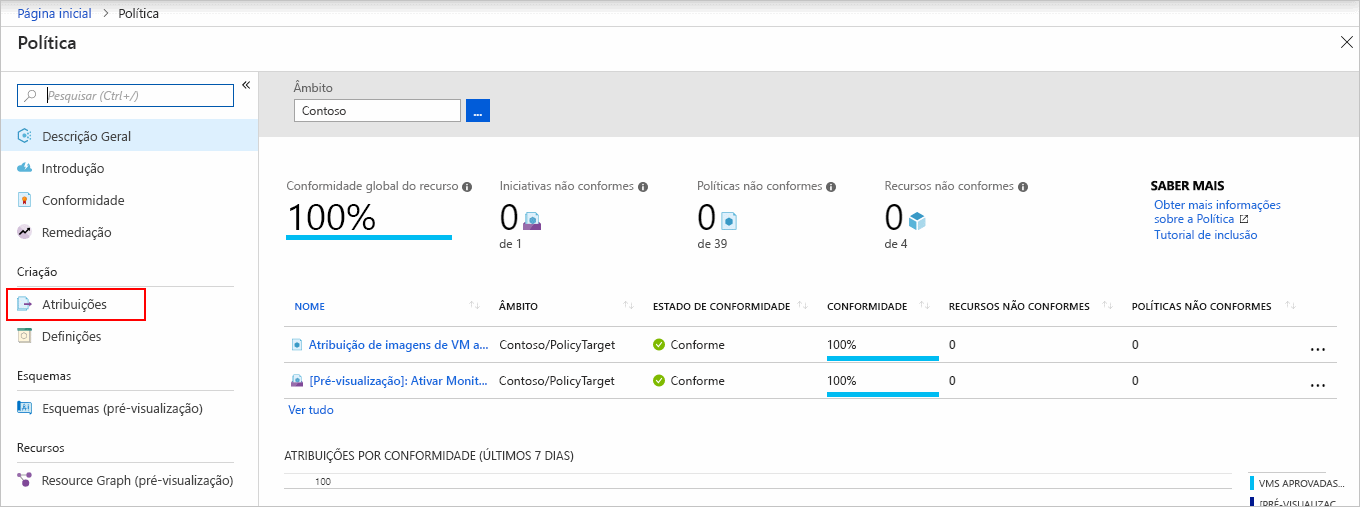 Página inicial > Política
Política
Pesquisar (Ctrl+/)
Descrição Geral
Introdução
Conformidade
Remediação
Criação
Atribuições
Definições
Esquemas
Esquemas (pré-visualização)
Recursos
Resource Graph (pré-visualização)
Âmbito
Contoso
...
Conformidade global do recurso
100%
Iniciativas não conformes
0
de 1
Políticas não conformes
0
de 39
Recursos não conformes
0
de 4
SABER MAIS
Obter mais informações
sobre a Política
Tutorial de inclusão
NOME ÂMBITO ESTADO DE CONFORMIDADE CONFORMIDADE RECURSOS NÃO CONFORMES POLÍTICAS NÃO CONFORMES
Atribuição de imagens de VM a... Contoso/PolicyTarget Conforme 100% 0 0 ...
[Pré-visualização]: Ativar Monit... Contoso/PolicyTarget Conforme 100% 0 0 ...
Ver tudo
ATRIBUIÇÕES POR CONFORMIDADE (ÚLTIMOS 7 DIAS)
100
VMS APROVADAS...
[PRÉ-VISUALIZAÇ